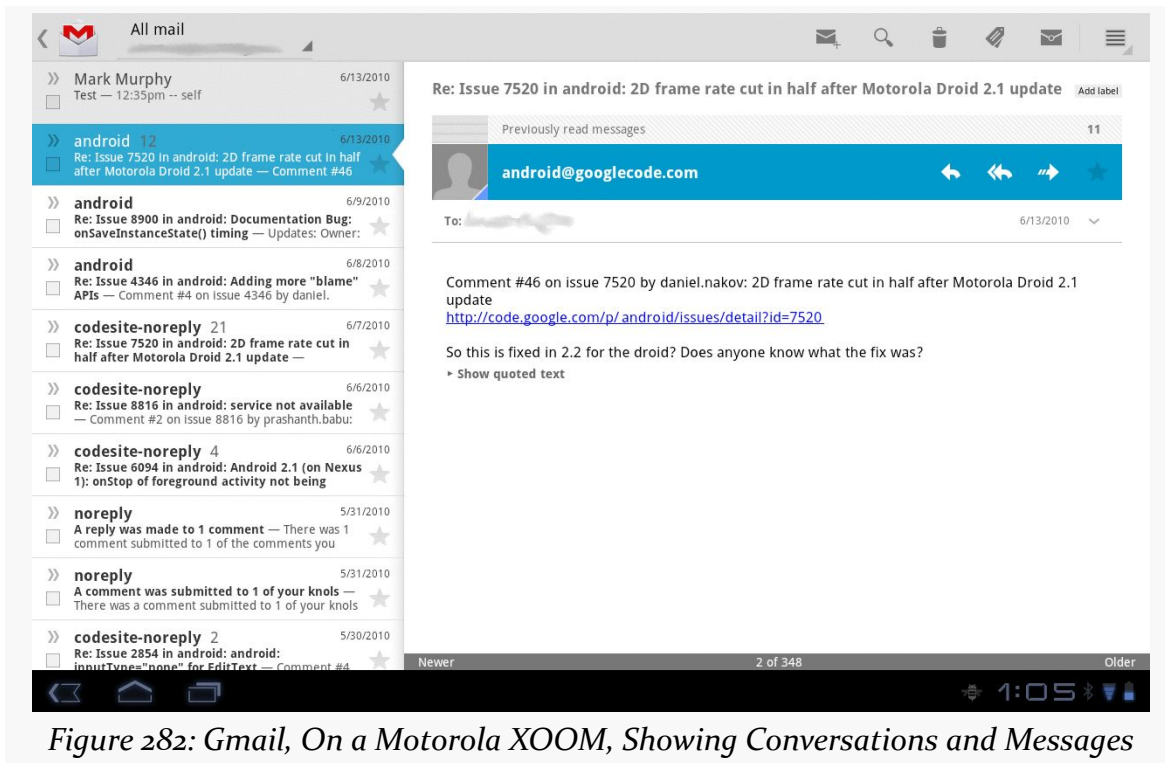 All mail
Mark Murphy 6/13/2010
Test — 12:35pm -- self
android 12 6/13/2010
Re: Issue 7520 in android: 2D frame rate cut in half
after Motorola Droid 2.1 update — Comment #46
android 6/9/2010
Re: Issue 8900 in android: Documentation Bug:
onSaveInstanceState() timing — Updates: Owner:
android 6/8/2010
Re: Issue 4346 in android: Adding more "blame"
APIs — Comment #4 on issue 4346 by daniel.
codesite-noreply 21 6/7/2010
Re: Issue 7520 in android: 2D frame rate cut in
half after Motorola Droid 2.1 update —
codesite-noreply 6/6/2010
Re: Issue 8816 in android: service not available
— Comment #2 on issue 8816 by prashanth.babu:
codesite-noreply 4 6/6/2010
Re: Issue 6094 in android: Android 2.1 (on Nexus
1): onStop of foreground activity not being
noreply 5/31/2010
A reply was made to 1 comment — There was 1
comment submitted to 1 of the comments you
noreply 5/31/2010
A comment was submitted to 1 of your knols —
There was a comment submitted to 1 of your knols
codesite-noreply 2 5/30/2010
Re: Issue 2854 in android: android:
inputType="none" for EditText — Comment #4
Re: Issue 7520 in android: 2D frame rate cut in half after Motorola Droid 2.1 update Add label
Previously read messages 11
android@googlecode.com
To: 6/13/2010
Comment #46 on issue 7520 by daniel.nakov: 2D frame rate cut in half after Motorola Droid 2.1
update
http://code.google.com/p/android/issues/detail?id=7520
So this is fixed in 2.2 for the droid? Does anyone know what the fix was?
Show quoted text
Newer 2 of 348 Older
1:05
Figure 282: Gmail, On a Motorola XOOM, Showing Conversations and Messages